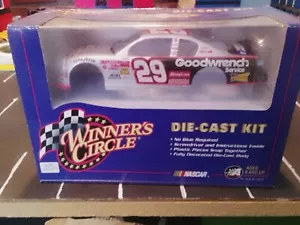 Goodwrench
Service
29
WINNER'S
CIRCLE
DIE-CAST KIT
• No Glue Required
• Screwdriver and Instructions Inside
• Plastic Pieces Snap Together
• Fully Decorated Die-Cast Body
NASCAR